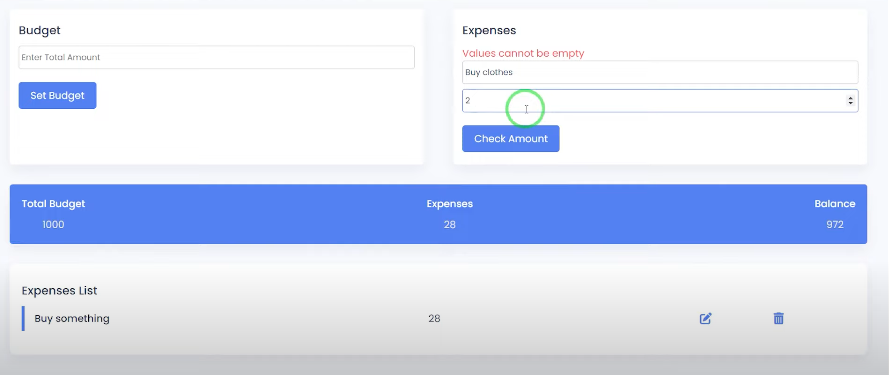 Budget
Enter Total Amount
Set Budget
Expenses
Values cannot be empty
Buy clothes
2
Check Amount
Total Budget Expenses Balance
1000 28 972
Expenses List
Buy something 28